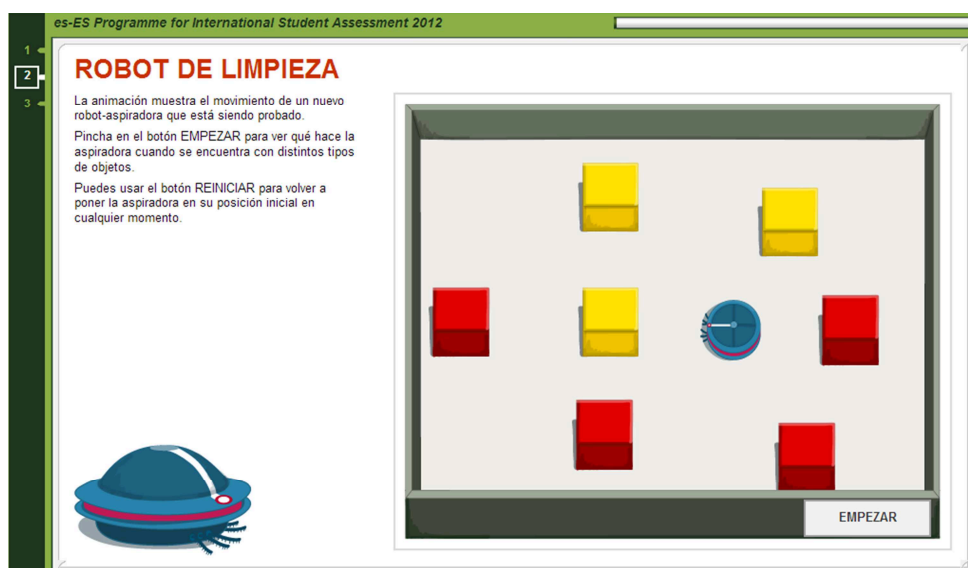 es-ES Programme for International Student Assessment 2012
1
2
3
ROBOT DE LIMPIEZA
La animación muestra el movimiento de un nuevo
robot-aspiradora que está siendo probado.
Pincha en el botón EMPEZAR para ver qué hace la
aspiradora cuando se encuentra con distintos tipos
de objetos.
Puedes usar el botón REINICIAR para volver a
poner la aspiradora en su posición inicial en
cualquier momento.
EMPEZAR